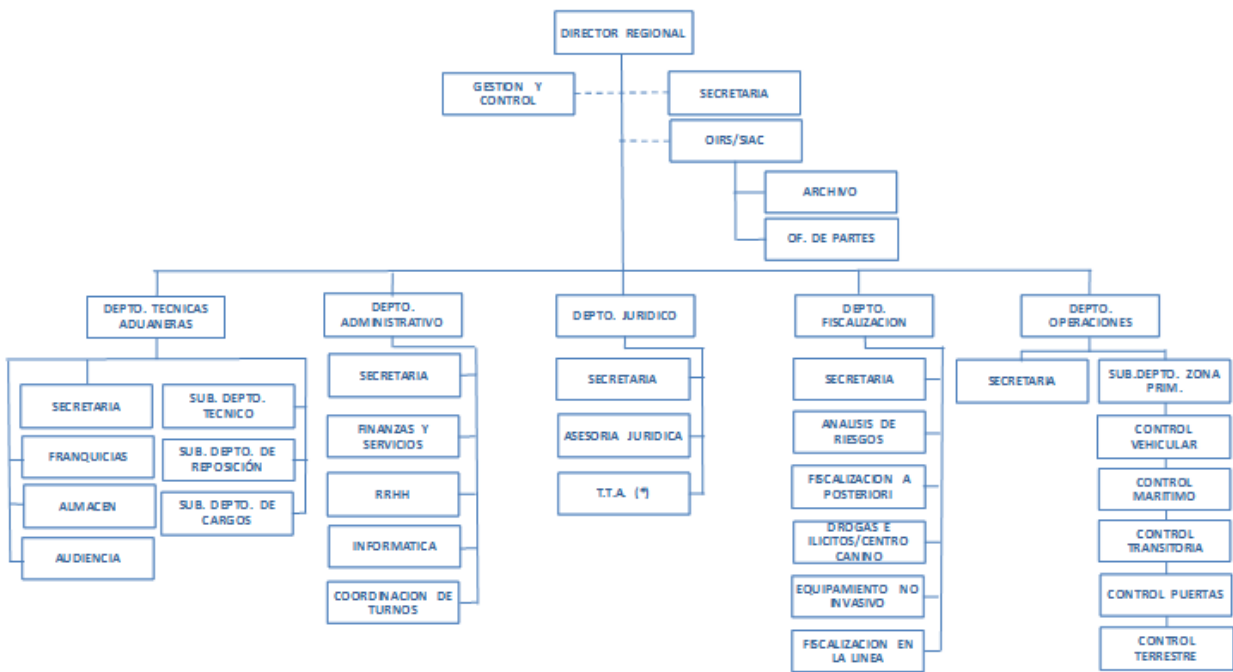 DIRECTOR REGIONAL
GESTION Y
CONTROL
SECRETARIA
OIRS/SIAC
ARCHIVO
OF. DE PARTES
DEPTO. TECNICAS
ADUANERAS
SECRETARIA
FRANQUICIAS
ALMACEN
AUDIENCIA
SUB. DEPTO.
TECNICO
SUB. DEPTO. DE
REPOSICIÓN
SUB. DEPTO. DE
CARGOS
DEPTO.
ADMINISTRATIVO
SECRETARIA
FINANZAS Y
SERVICIOS
RRHH
INFORMATICA
COORDINACION DE
TURNOS
DEPTO. JURIDICO
SECRETARIA
ASESORIA JURIDICA
T.T.A. (*)
DEPTO.
FISCALIZACION
SECRETARIA
ANALISIS DE
RIESGOS
FISCALIZACION A
POSTERIORI
DROGAS E
ILICITOS/CENTRO
CANINO
EQUIPAMIENTO NO
INVASIVO
FISCALIZACION EN
LA LINEA
DEPTO.
OPERACIONES
SECRETARIA
SUB.DEPTO. ZONA
PRIM.
CONTROL
VEHICULAR
CONTROL
MARITIMO
CONTROL
TRANSITORIA
CONTROL PUERTAS
CONTROL
TERRESTRE